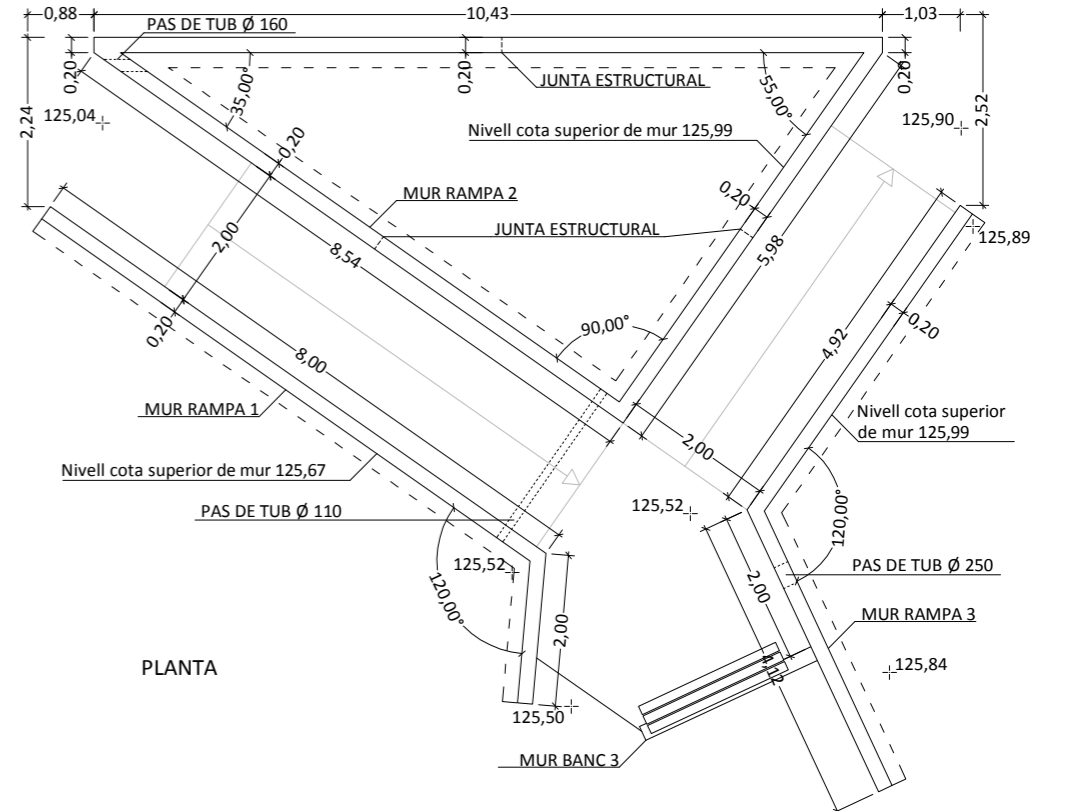 0,88
10,43
1,03
PAS DE TUB Ø 160
0,20
0,20
0,20
JUNTA ESTRUCTURAL
35,00°
55,00°
2,24
2,52
125,04
125,90
Nivell cota superior de mur 125,99
0,20
MUR RAMPA 2
0,20
JUNTA ESTRUCTURAL
125,89
2,00
8,54
5,98
0,20
8,00
90,00°
4,92
0,20
MUR RAMPA 1
Nivell cota superior
de mur 125,99
2,00
Nivell cota superior de mur 125,67
PAS DE TUB Ø 110
125,52
120,00°
125,52
PAS DE TUB Ø 250
120,00°
2,00
2,00
MUR RAMPA 3
PLANTA
4,12
125,84
125,50
MUR BANC 3